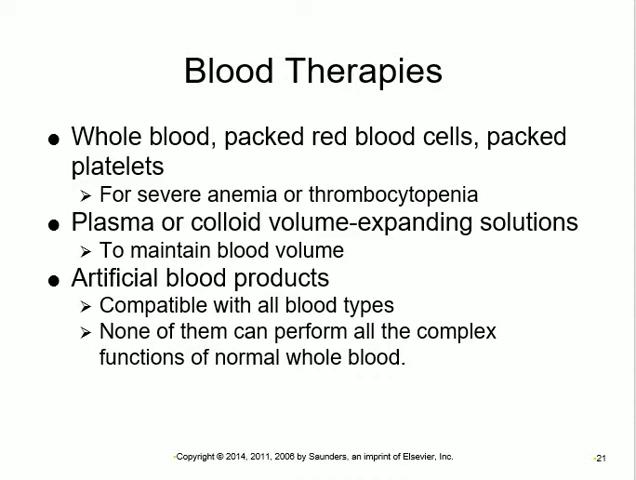 Blood Therapies
● Whole blood, packed red blood cells, packed
platelets
➢ For severe anemia or thrombocytopenia
● Plasma or colloid volume-expanding solutions
➢ To maintain blood volume
● Artificial blood products
➢ Compatible with all blood types
➢ None of them can perform all the complex
functions of normal whole blood.
•Copyright © 2014, 2011, 2006 by Saunders, an imprint of Elsevier, Inc.
•21